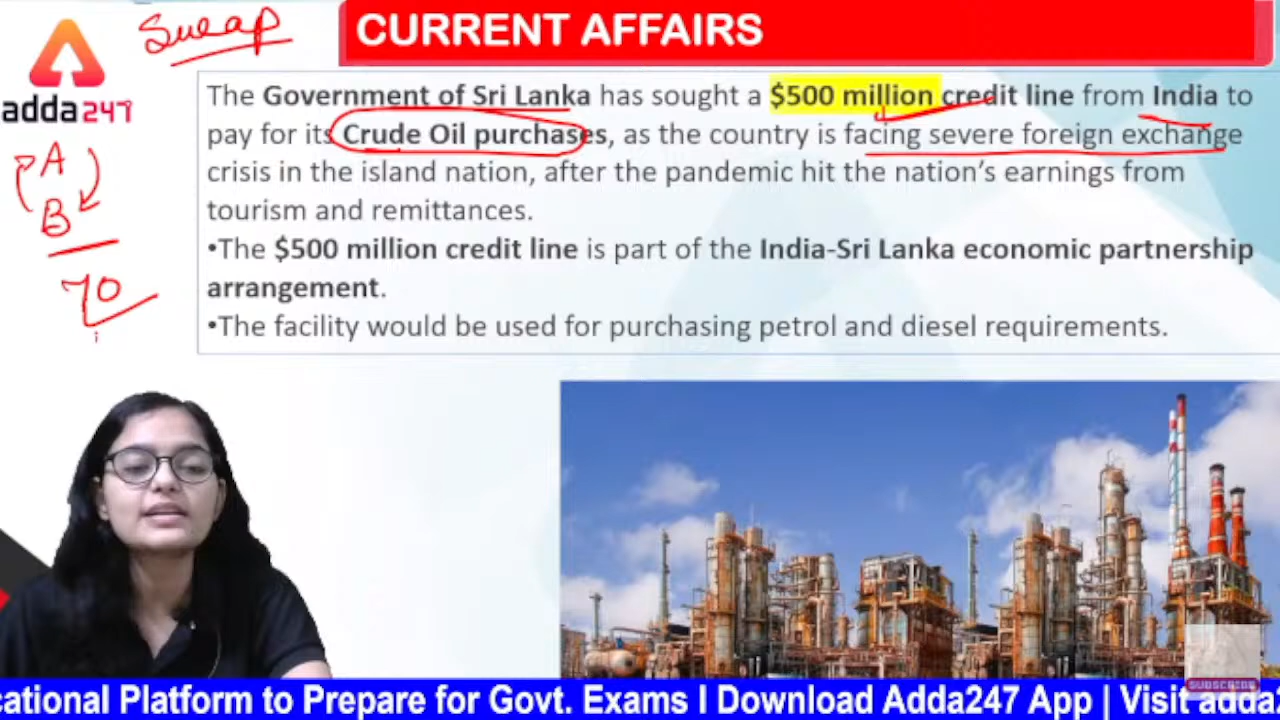 Swap
CURRENT AFFAIRS
adda247
The Government of Sri Lanka has sought a $500 million credit line from India to
pay for its Crude Oil purchases, as the country is facing severe foreign exchange
crisis in the island nation, after the pandemic hit the nation's earnings from
tourism and remittances.
•The $500 million credit line is part of the India-Sri Lanka economic partnership
arrangement.
•The facility would be used for purchasing petrol and diesel requirements.
A
B
70
SUBSCRIBE
cational Platform to Prepare for Govt. Exams I Download Adda247 App | Visit adda2